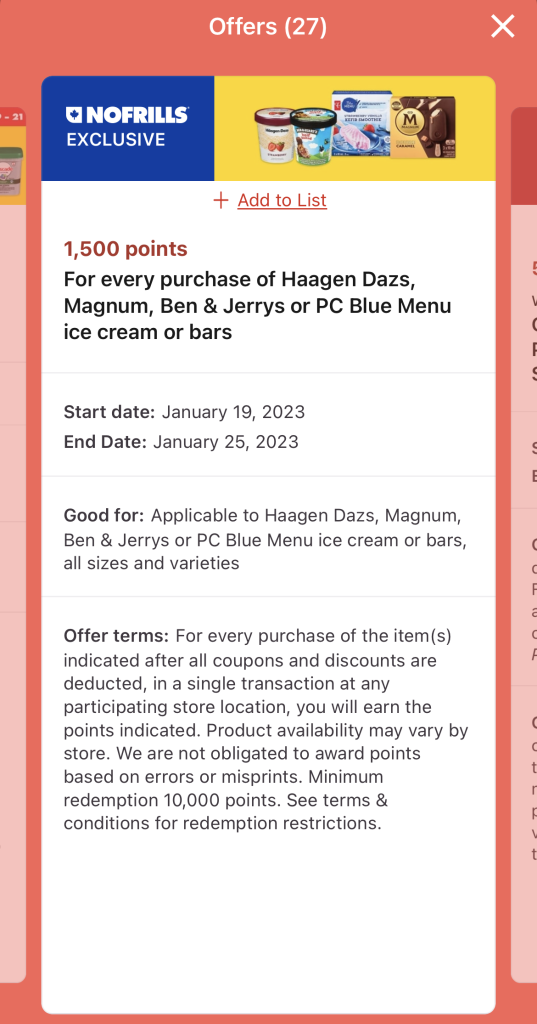 Offers (27)
NOFRILLS
EXCLUSIVE
Add to List
1,500 points
For every purchase of Haagen Dazs,
Magnum, Ben & Jerrys or PC Blue Menu
ice cream or bars
Start date: January 19, 2023
End Date: January 25, 2023
Good for: Applicable to Haagen Dazs, Magnum,
Ben & Jerrys or PC Blue Menu ice cream or bars,
all sizes and varieties
Offer terms: For every purchase of the item(s)
indicated after all coupons and discounts are
deducted, in a single transaction at any
participating store location, you will earn the
points indicated. Product availability may vary by
store. We are not obligated to award points
based on errors or misprints. Minimum
redemption 10,000 points. See terms &
conditions for redemption restrictions.